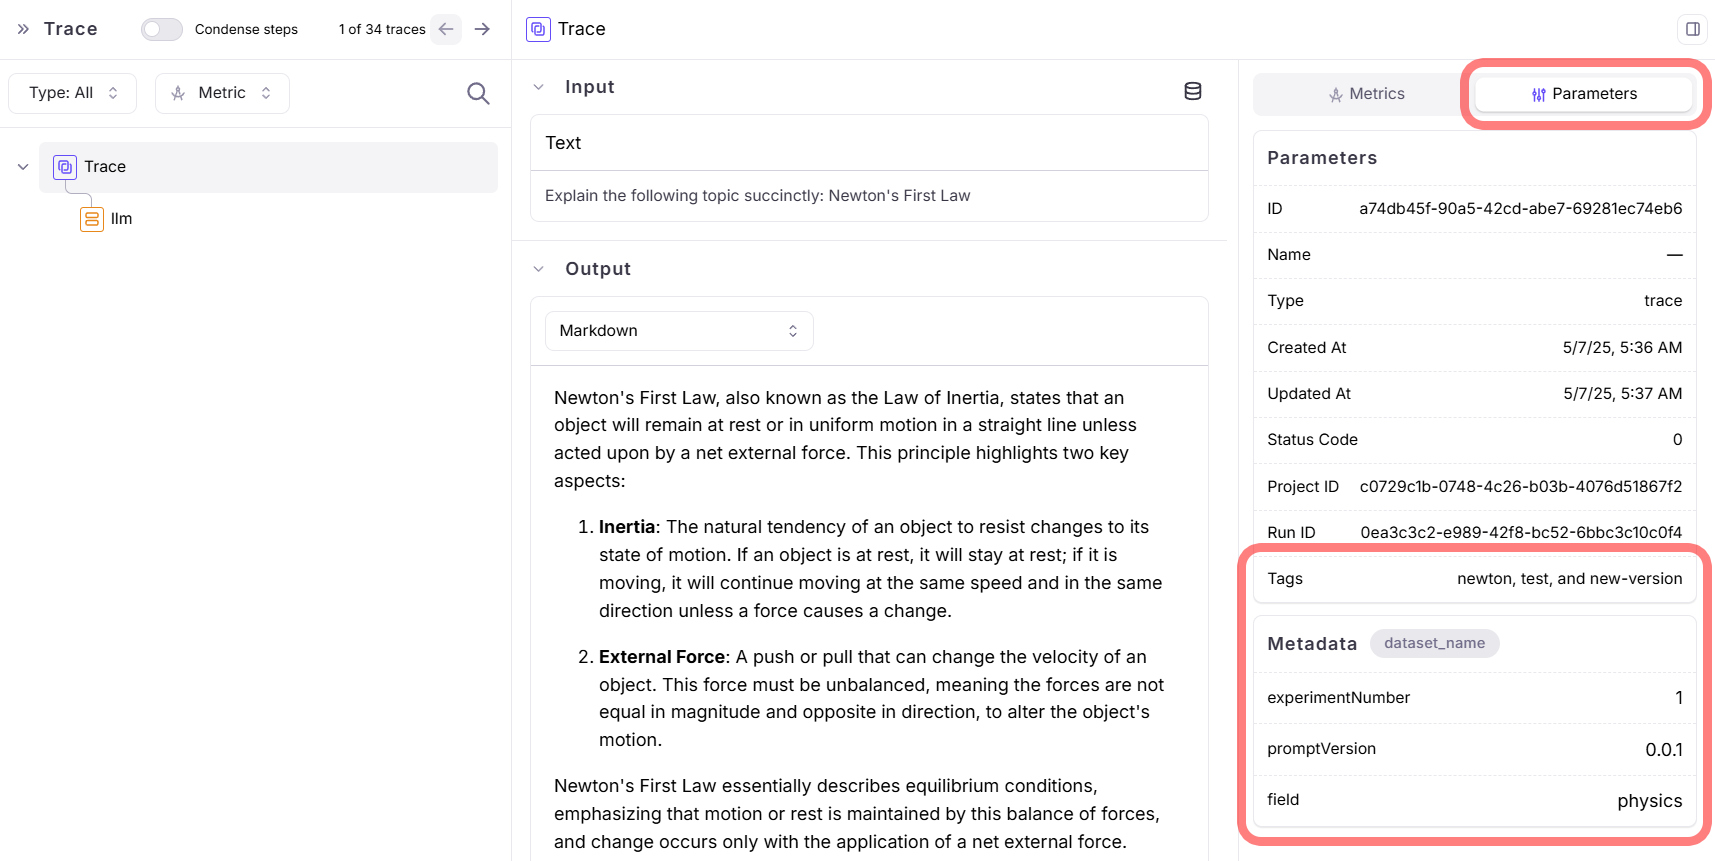 Trace
Condense steps
1 of 34 traces
Type: All
Metric
Trace
llm
Trace
Input
Text
Explain the following topic succinctly: Newton's First Law
Output
Markdown
Newton's First Law, also known as the Law of Inertia, states that an
object will remain at rest or in uniform motion in a straight line unless
acted upon by a net external force. This principle highlights two key
aspects:
1. Inertia: The natural tendency of an object to resist changes to its
state of motion. If an object is at rest, it will stay at rest; if it is
moving, it will continue moving at the same speed and in the same
direction unless a force causes a change.
2. External Force: A push or pull that can change the velocity of an
object. This force must be unbalanced, meaning the forces are not
equal in magnitude and opposite in direction, to alter the object's
motion.
Newton's First Law essentially describes equilibrium conditions,
emphasizing that motion or rest is maintained by this balance of forces,
and change occurs only with the application of a net external force.
Metrics
Parameters
Parameters
ID a74db45f-90a5-42cd-abe7-69281ec74eb6
Name —
Type trace
Created At 5/7/25, 5:36 AM
Updated At 5/7/25, 5:37 AM
Status Code 0
Project ID c0729c1b-0748-4c26-b03b-4076d51867f2
Run ID 0ea3c3c2-e989-42f8-bc52-6bbc3c10c0f4
Tags newton, test, and new-version
Metadata dataset_name
experimentNumber 1
promptVersion 0.0.1
field physics